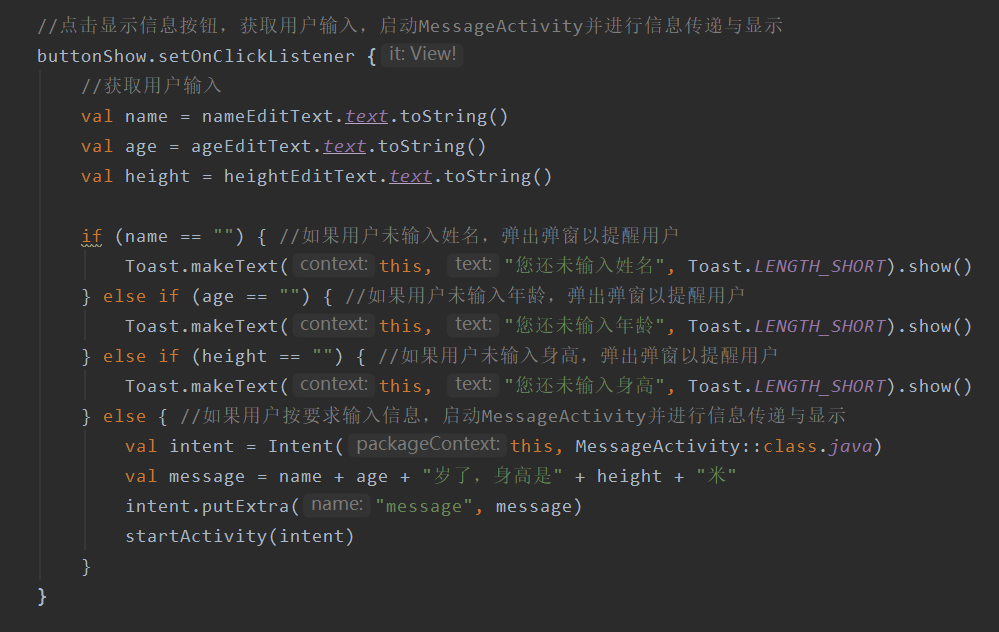 //点击显示信息按钮，获取用户输入，启动MessageActivity并进行信息传递与显示
buttonShow.setOnClickListener { it: View!
//获取用户输入
val name = nameEditText.text.toString()
val age = ageEditText.text.toString()
val height = heightEditText.text.toString()
if (name == "") { //如果用户未输入姓名，弹出弹窗以提醒用户
Toast.makeText( context: this, text: "您还未输入姓名", Toast.LENGTH_SHORT).show()
} else if (age == "") { //如果用户未输入年龄，弹出弹窗以提醒用户
Toast.makeText( context: this, text: "您还未输入年龄", Toast.LENGTH_SHORT).show()
} else if (height == "") { //如果用户未输入身高，弹出弹窗以提醒用户
Toast.makeText( context: this, text: "您还未输入身高", Toast.LENGTH_SHORT).show()
} else { //如果用户按要求输入信息，启动MessageActivity并进行信息传递与显示
val intent = Intent( packageContext: this, MessageActivity::class.java)
val message = name + age + "岁了，身高是" + height + "米"
intent.putExtra( name: "message", message)
startActivity(intent)
}
}